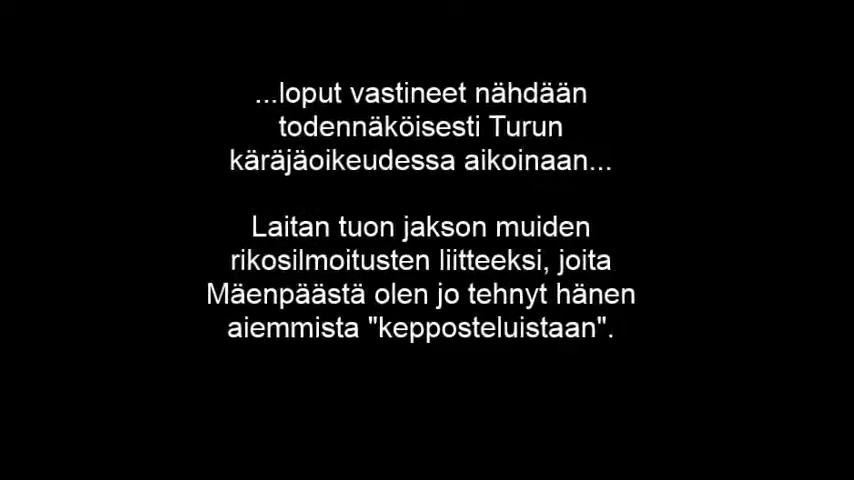 ...loput vastineet nähdään
todennäköisesti Turun
käräjäoikeudessa aikoinaan...
Laitan tuon jakson muiden
rikosilmoitusten liitteeksi, joita
Mäenpäästä olen jo tehnyt hänen
aiemmista "kepposteluistaan".